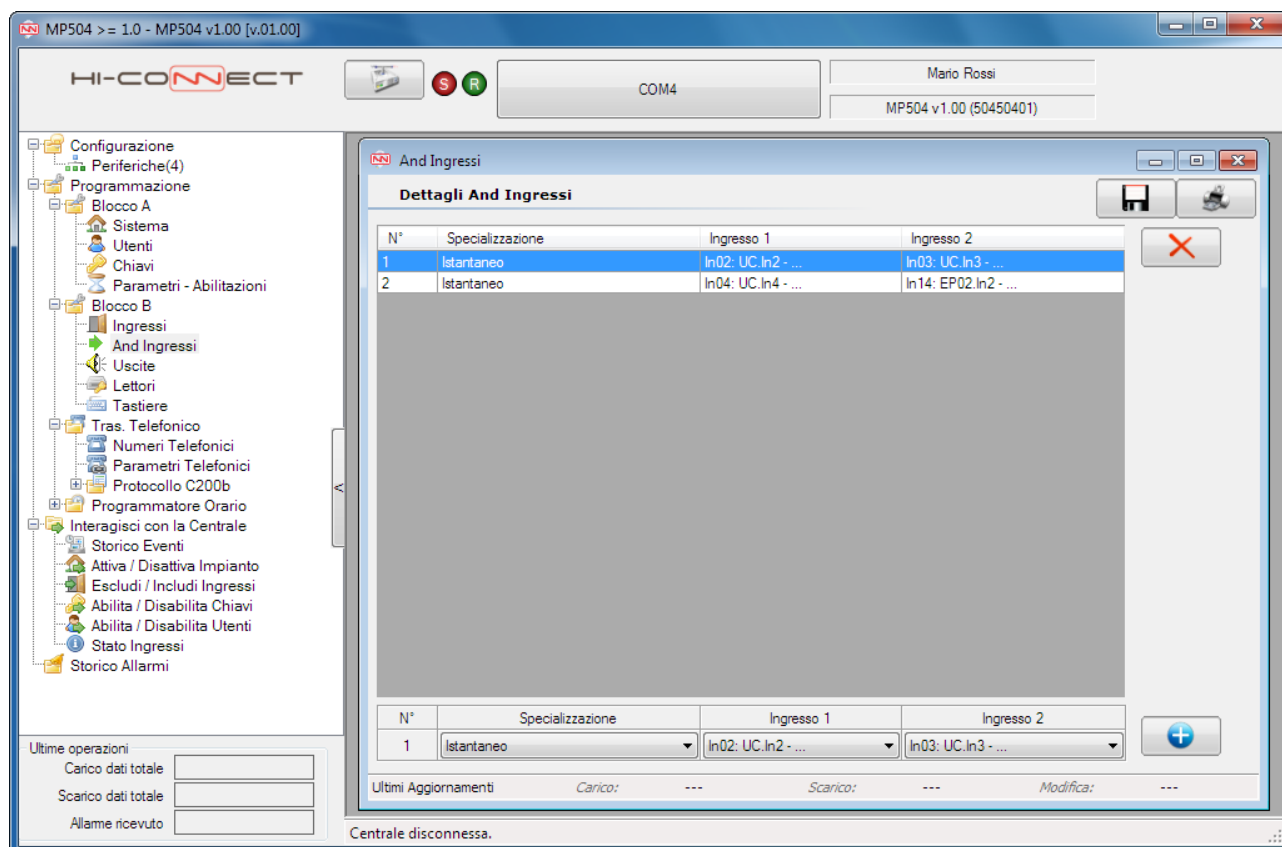 MP504 >= 1.0 - MP504 v1.00 [v.01.00]
HI-CONNECT
S R
COM4
Mario Rossi
MP504 v1.00 (50450401)
Configurazione
Periferiche(4)
Programmazione
Blocco A
Sistema
Utenti
Chiavi
Parametri - Abilitazioni
Blocco B
Ingressi
And Ingressi
Uscite
Lettori
Tastiere
Tras. Telefonico
Numeri Telefonici
Parametri Telefonici
Protocollo C200b
Programmatore Orario
Interagisci con la Centrale
Storico Eventi
Attiva / Disattiva Impianto
Escludi / Includi Ingressi
Abilita / Disabilita Chiavi
Abilita / Disabilita Utenti
Stato Ingressi
Storico Allarmi
<
Ultime operazioni
Carico dati totale
Scarico dati totale
Allarme ricevuto
And Ingressi
Dettagli And Ingressi
N° Specializzazione Ingresso 1 Ingresso 2
1 Istantaneo In02: UC.In2 - ... In03: UC.In3 - ...
2 Istantaneo In04: UC.In4 - ... In14: EP02.In2 - ...
N° Specializzazione Ingresso 1 Ingresso 2
1 Istantaneo In02: UC.In2 - ... In03: UC.In3 - ...
Ultimi Aggiornamenti Carico: --- Scarico: --- Modifica: ---
Centrale disconnessa.